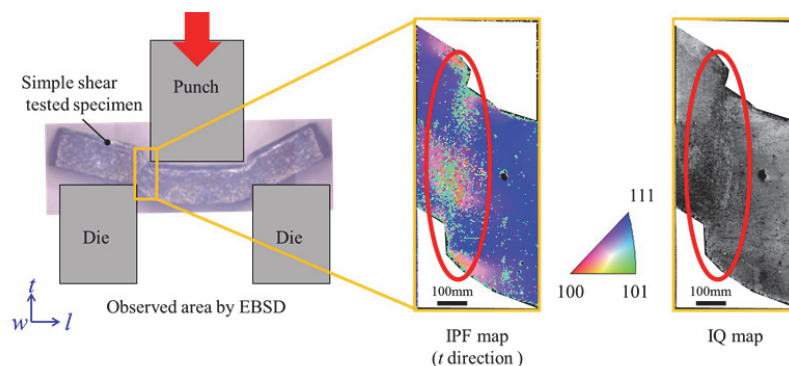 Simple shear
tested specimen
Punch
Die
Die
t
w
l
Observed area by EBSD
100mm
IPF map
( t direction )
111
100
101
100mm
IQ map